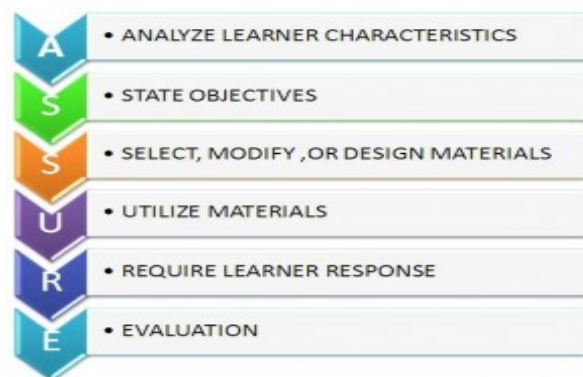 A • ANALYZE LEARNER CHARACTERISTICS
S • STATE OBJECTIVES
S • SELECT, MODIFY ,OR DESIGN MATERIALS
U • UTILIZE MATERIALS
R • REQUIRE LEARNER RESPONSE
E • EVALUATION